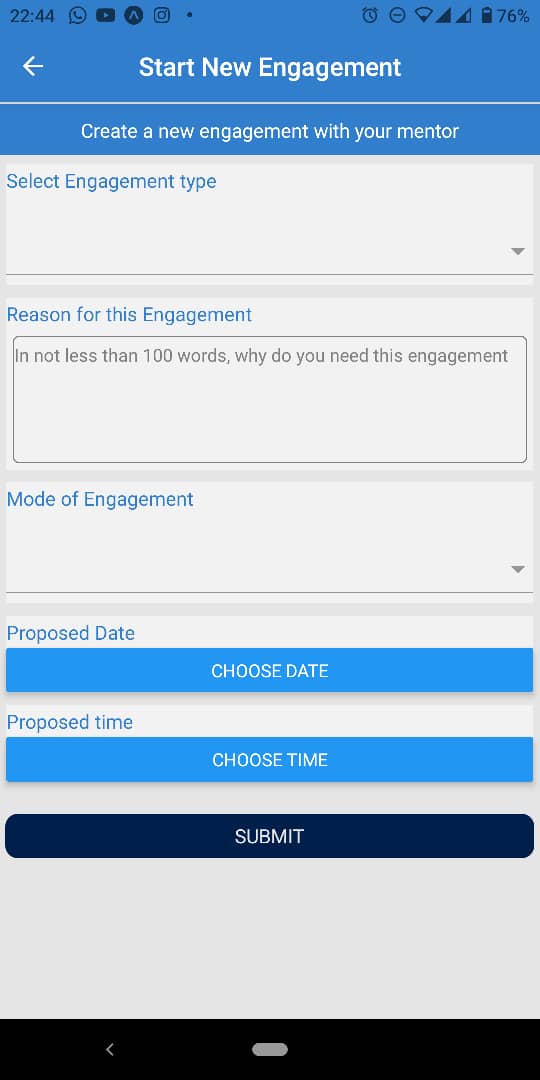 22:44
76%
Start New Engagement
Create a new engagement with your mentor
Select Engagement type
Reason for this Engagement
In not less than 100 words, why do you need this engagement
Mode of Engagement
Proposed Date
CHOOSE DATE
Proposed time
CHOOSE TIME
SUBMIT